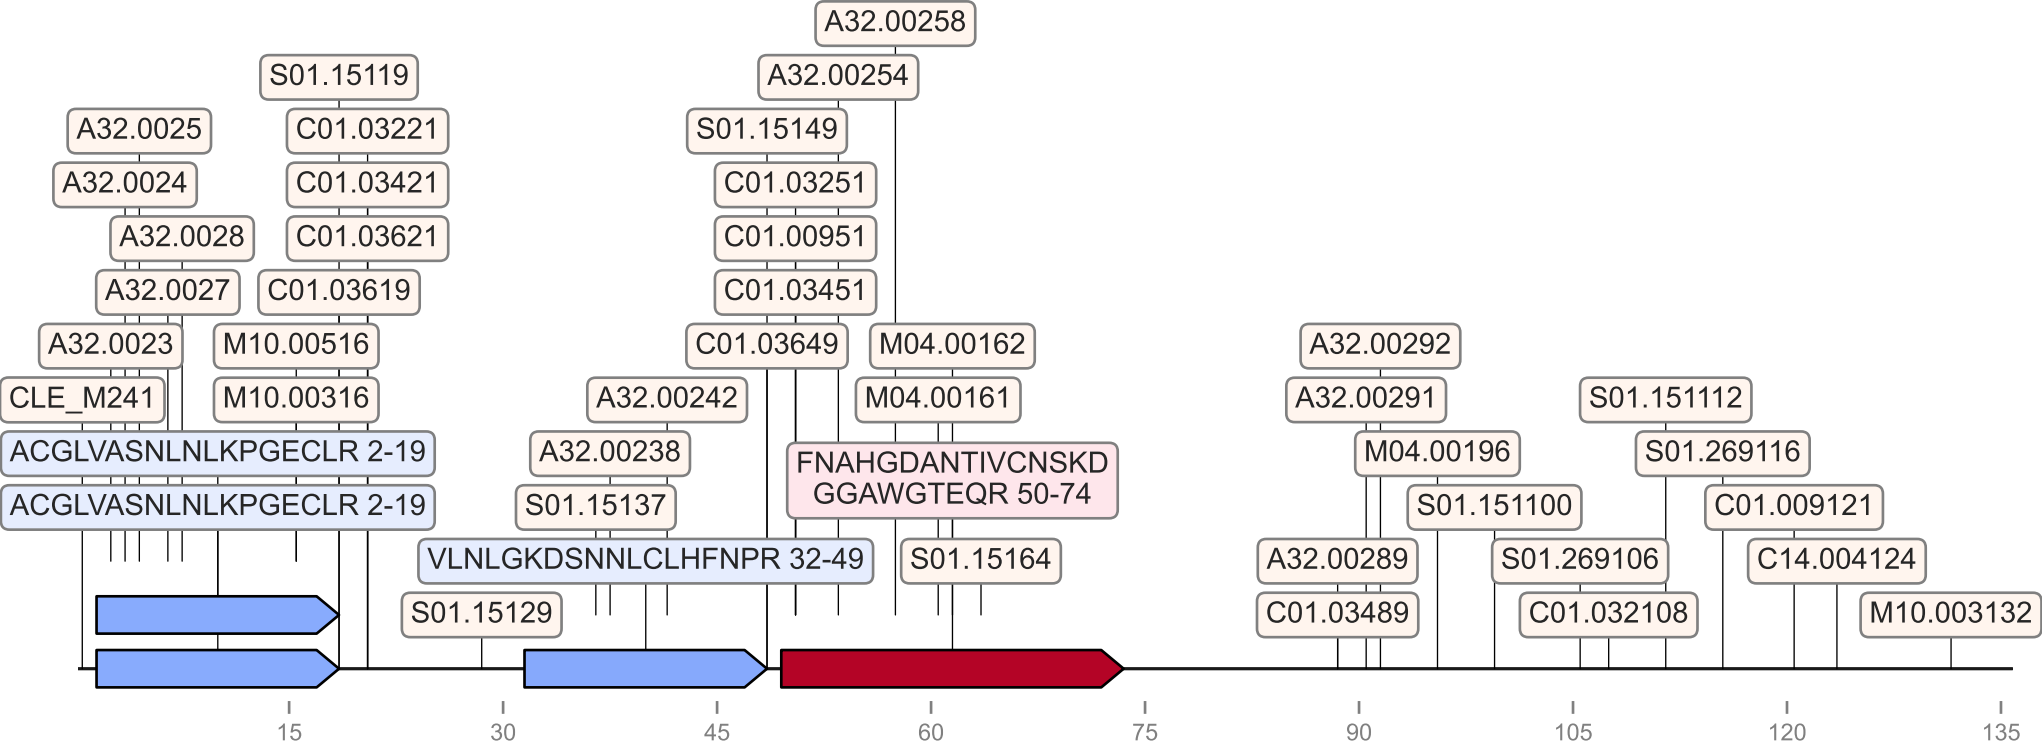 A32.00258
S01.15119
A32.00254
A32.0025
C01.03221
S01.15149
A32.0024
C01.03421
C01.03251
A32.0028
C01.03621
C01.00951
A32.0027
C01.03619
C01.03451
A32.0023
M10.00516
C01.03649
M04.00162
A32.00292
CLE_M241
M10.00316
A32.00242
M04.00161
A32.00291
S01.151112
ACGLVASNLNLKPGECLR 2-19
A32.00238
FNAHGDANTIVCNSKD
GGAWGTEQR 50-74
M04.00196
S01.269116
ACGLVASNLNLKPGECLR 2-19
S01.15137
S01.151100
C01.009121
VLNLGKDSNNLCLHFNPR 32-49
S01.15164
A32.00289
S01.269106
C14.004124
S01.15129
C01.03489
C01.032108
M10.003132
15
30
45
60
75
90
105
120
135